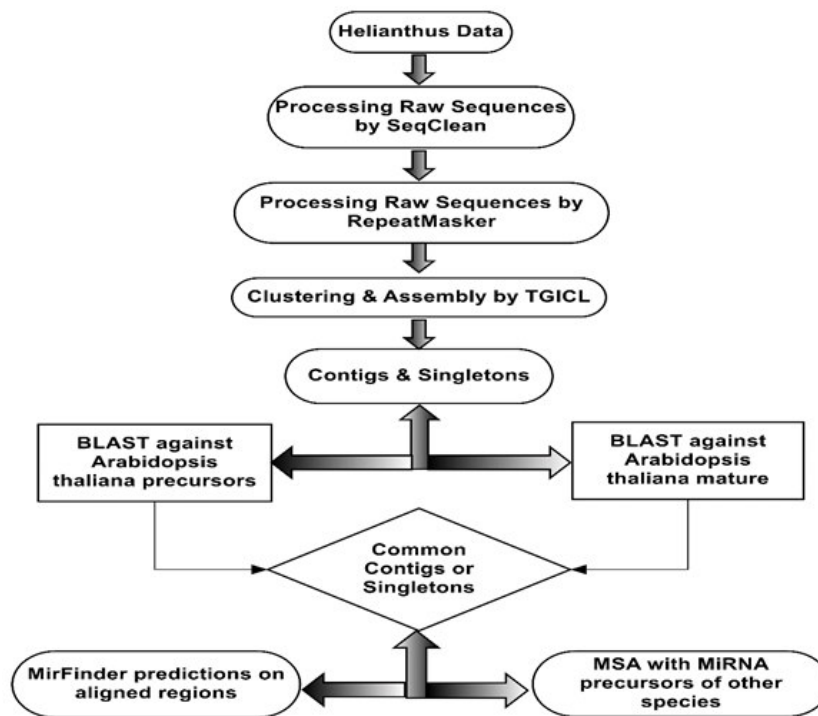 Helianthus Data
Processing Raw Sequences
by SeqClean
Processing Raw Sequences by
RepeatMasker
Clustering & Assembly by TGICL
Contigs & Singletons
BLAST against
Arabidopsis
thaliana precursors
BLAST against
Arabidopsis
thaliana mature
Common
Contigs or
Singletons
MirFinder predictions on
aligned regions
MSA with MiRNA
precursors of other
species